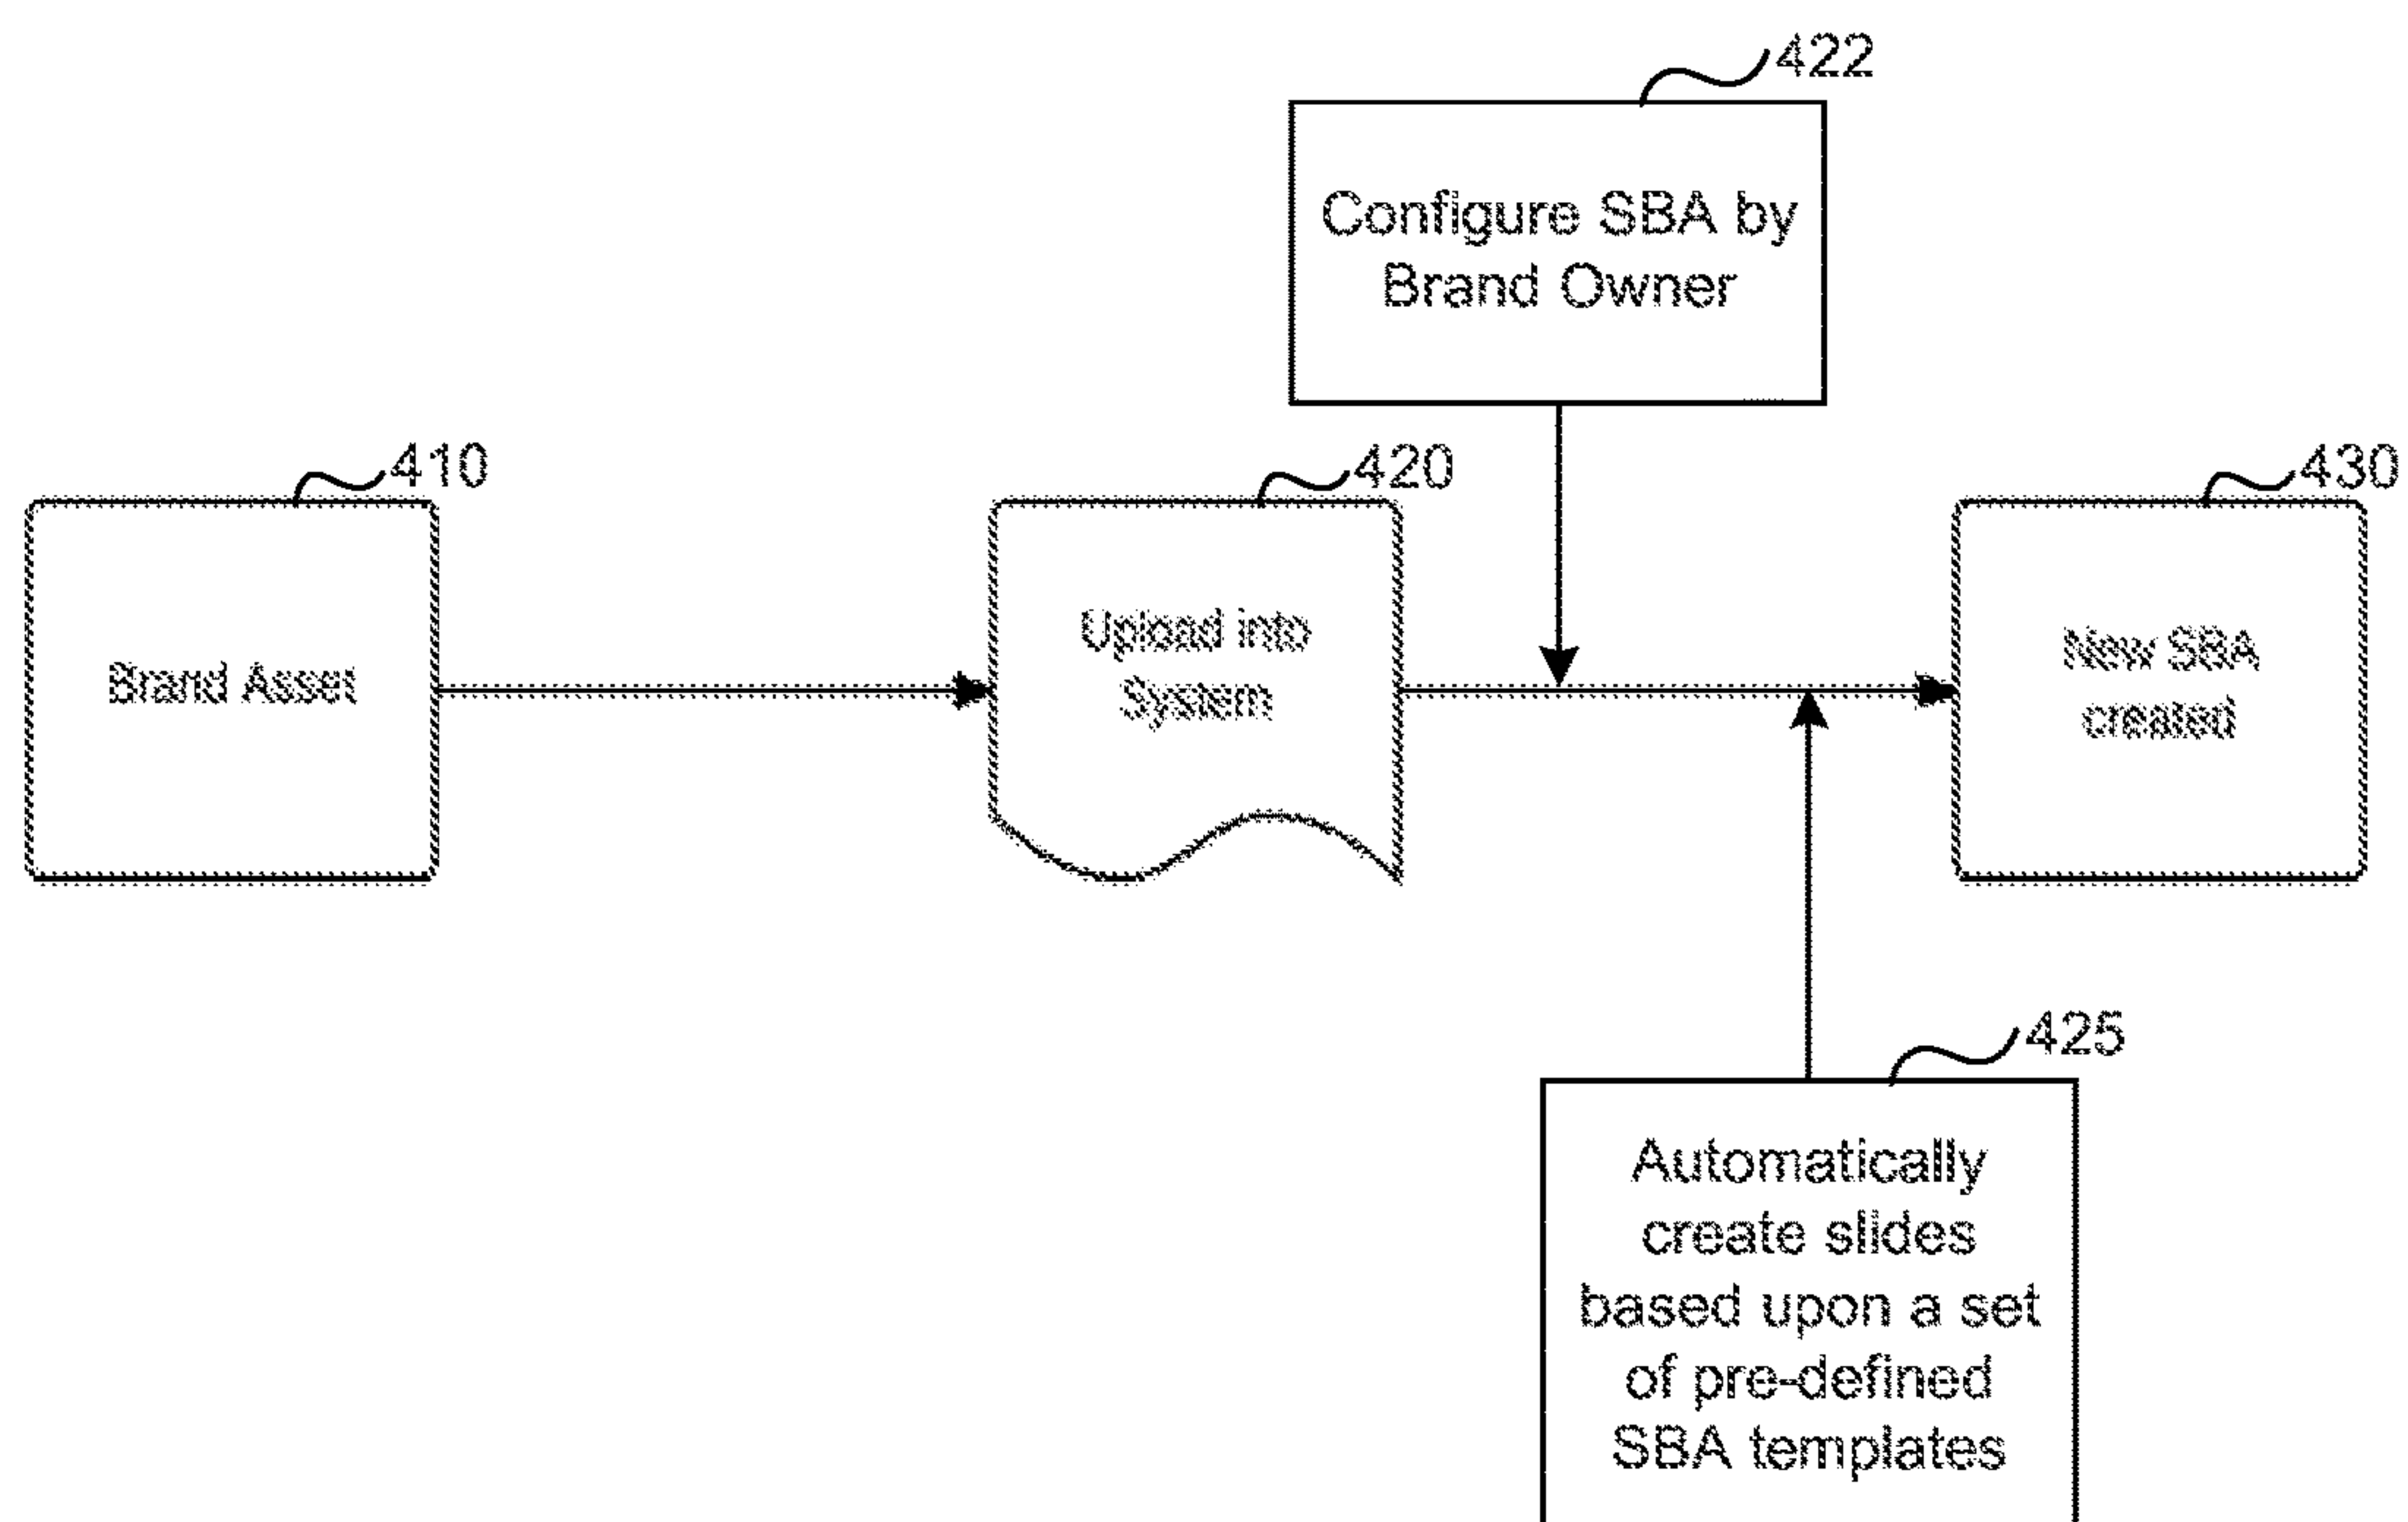 422
Configure SBA by
Brand Owner
410
420
430
Brand Asset
Upload into
System
New SBA
created
425
Automatically
create slides
based upon a set
of pre-defined
SBA templates